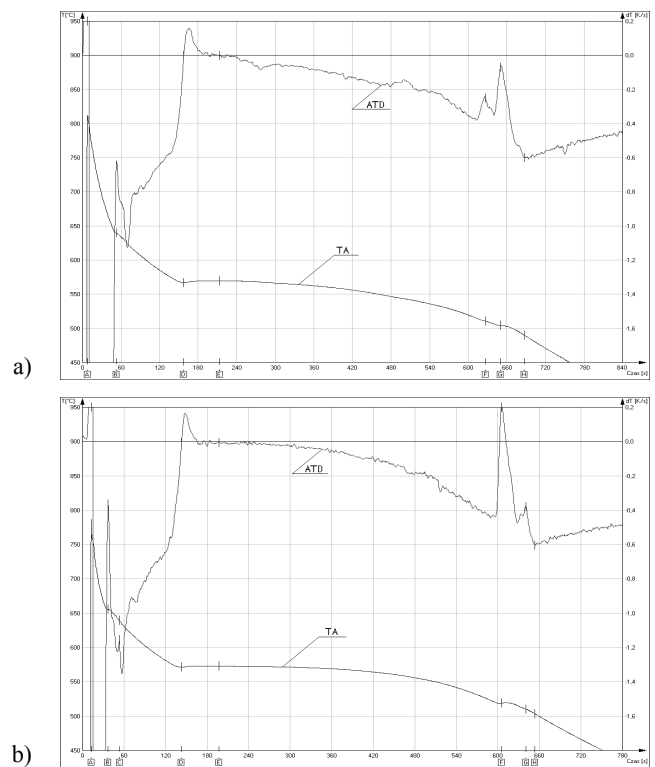 T[°C]
dT [K/s]
950
0,2
900
0,0
850
-0,2
ATD
800
-0,4
750
-0,6
700
-0,8
650
-1,0
600
-1,2
TA
550
-1,4
500
-1,6
450
0 60 120 180 240 300 360 420 480 540 600 660 720 780 840
Czas [s]
A B D E F G H
a)
T[°C]
dT [K/s]
950
0,2
900
0,0
ATD
850
-0,2
800
-0,4
750
-0,6
700
-0,8
650
-1,0
600
-1,2
TA
550
-1,4
500
-1,6
450
0 60 120 180 240 300 360 420 480 540 600 660 720 780
Czas [s]
A B C D E F G H
b)